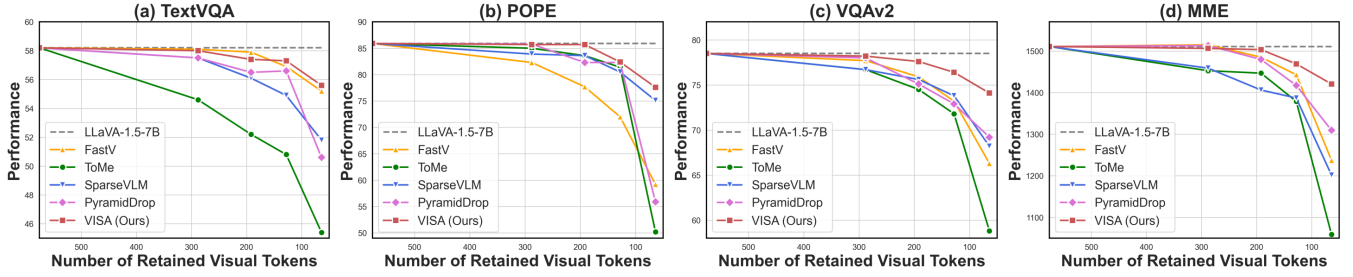 (a) TextVQA
Performance
60
58
56
54
52
50
48
46
LLaVA-1.5-7B
FastV
ToMe
SparseVLM
PyramidDrop
VISA (Ours)
500
400
300
200
100
Number of Retained Visual Tokens
(b) POPE
Performance
90
85
80
75
70
65
60
55
50
LLaVA-1.5-7B
FastV
ToMe
SparseVLM
PyramidDrop
VISA (Ours)
500
400
300
200
100
Number of Retained Visual Tokens
(c) VQAv2
Performance
80
75
70
65
60
LLaVA-1.5-7B
FastV
ToMe
SparseVLM
PyramidDrop
VISA (Ours)
500
400
300
200
100
Number of Retained Visual Tokens
(d) MME
Performance
1500
1400
1300
1200
1100
LLaVA-1.5-7B
FastV
ToMe
SparseVLM
PyramidDrop
VISA (Ours)
500
400
300
200
100
Number of Retained Visual Tokens